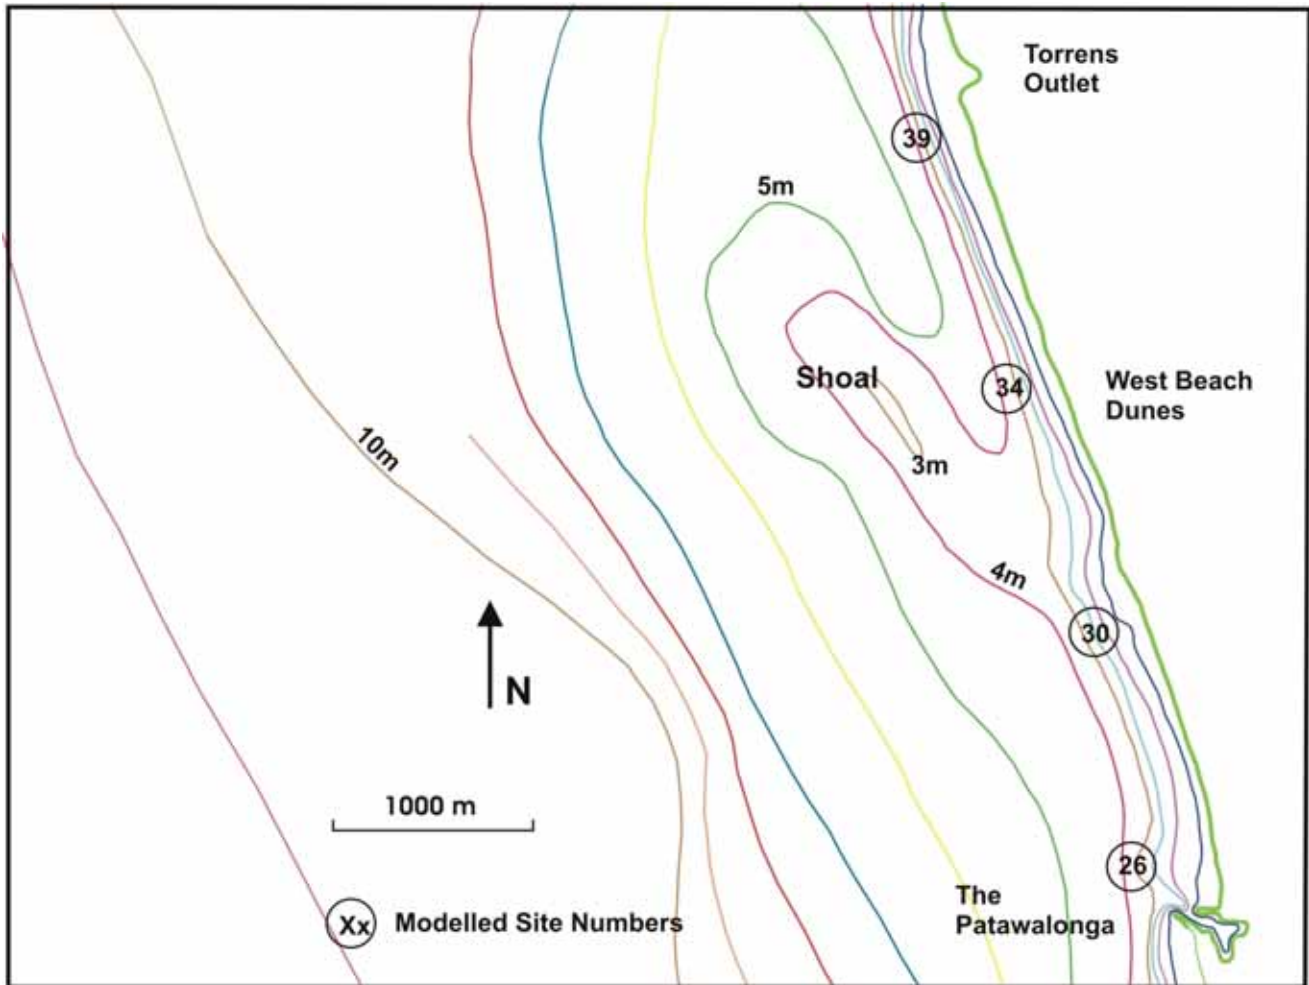 Torrens
Outlet
39
5m
Shoal
34
West Beach
Dunes
10m
3m
4m
30
N
1000 m
26
The
Patawalonga
Xx Modelled Site Numbers